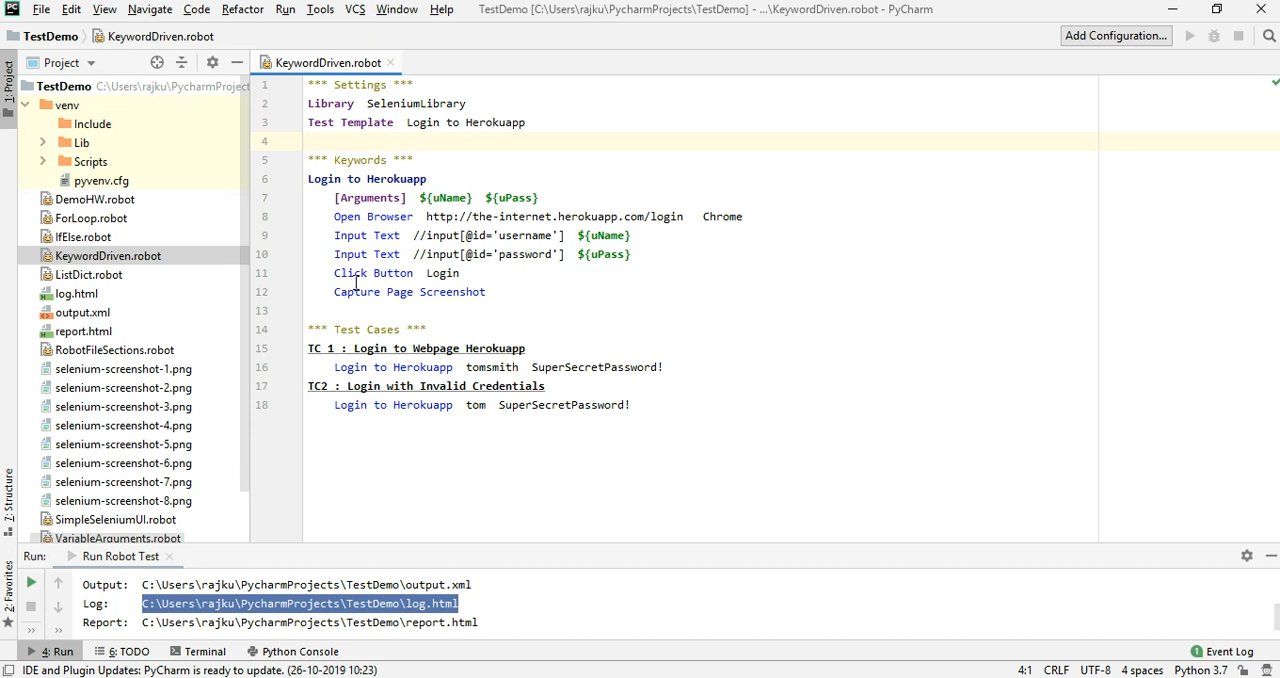 File Edit View Navigate Code Refactor Run Tools VCS Window Help TestDemo [C:\Users\rajku\PycharmProjects\TestDemo] - ...\KeywordDriven.robot - PyCharm
TestDemo KeywordDriven.robot Add Configuration...
1: Project
Project
KeywordDriven.robot
TestDemo C:\Users\rajku\PycharmProject
venv
Include
Lib
Scripts
pyvenv.cfg
DemoHW.robot
ForLoop.robot
IfElse.robot
KeywordDriven.robot
ListDict.robot
log.html
output.xml
report.html
RobotFileSections.robot
selenium-screenshot-1.png
selenium-screenshot-2.png
selenium-screenshot-3.png
selenium-screenshot-4.png
selenium-screenshot-5.png
selenium-screenshot-6.png
selenium-screenshot-7.png
selenium-screenshot-8.png
SimpleSeleniumUI.robot
VariableArguments.robot
1 *** Settings ***
2 Library SeleniumLibrary
3 Test Template Login to Herokuapp
4
5 *** Keywords ***
6 Login to Herokuapp
7 [Arguments] ${uName} ${uPass}
8 Open Browser http://the-internet.herokuapp.com/login Chrome
9 Input Text //input[@id='username'] ${uName}
10 Input Text //input[@id='password'] ${uPass}
11 Click Button Login
12 Capture Page Screenshot
13
14 *** Test Cases ***
15 TC 1 : Login to Webpage Herokuapp
16 Login to Herokuapp tomsmith SuperSecretPassword!
17 TC2 : Login with Invalid Credentials
18 Login to Herokuapp tom SuperSecretPassword!
7: Structure
2: Favorites
Run: Run Robot Test
Output: C:\Users\rajku\PycharmProjects\TestDemo\output.xml
Log: C:\Users\rajku\PycharmProjects\TestDemo\log.html
Report: C:\Users\rajku\PycharmProjects\TestDemo\report.html
4: Run 6: TODO Terminal Python Console 1 Event Log
IDE and Plugin Updates: PyCharm is ready to update. (26-10-2019 10:23) 4:1 CRLF UTF-8 4 spaces Python 3.7